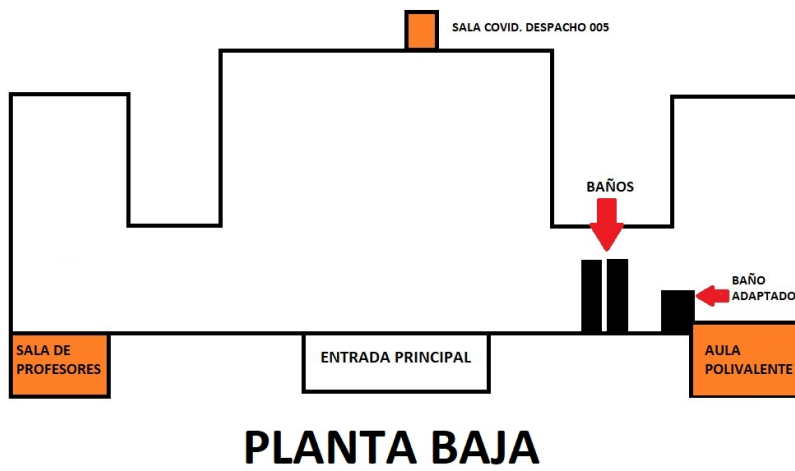 SALA COVID. DESPACHO 005
BAÑOS
BAÑO
ADAPTADO
SALA DE
PROFESORES
ENTRADA PRINCIPAL
AULA
POLIVALENTE
PLANTA BAJA